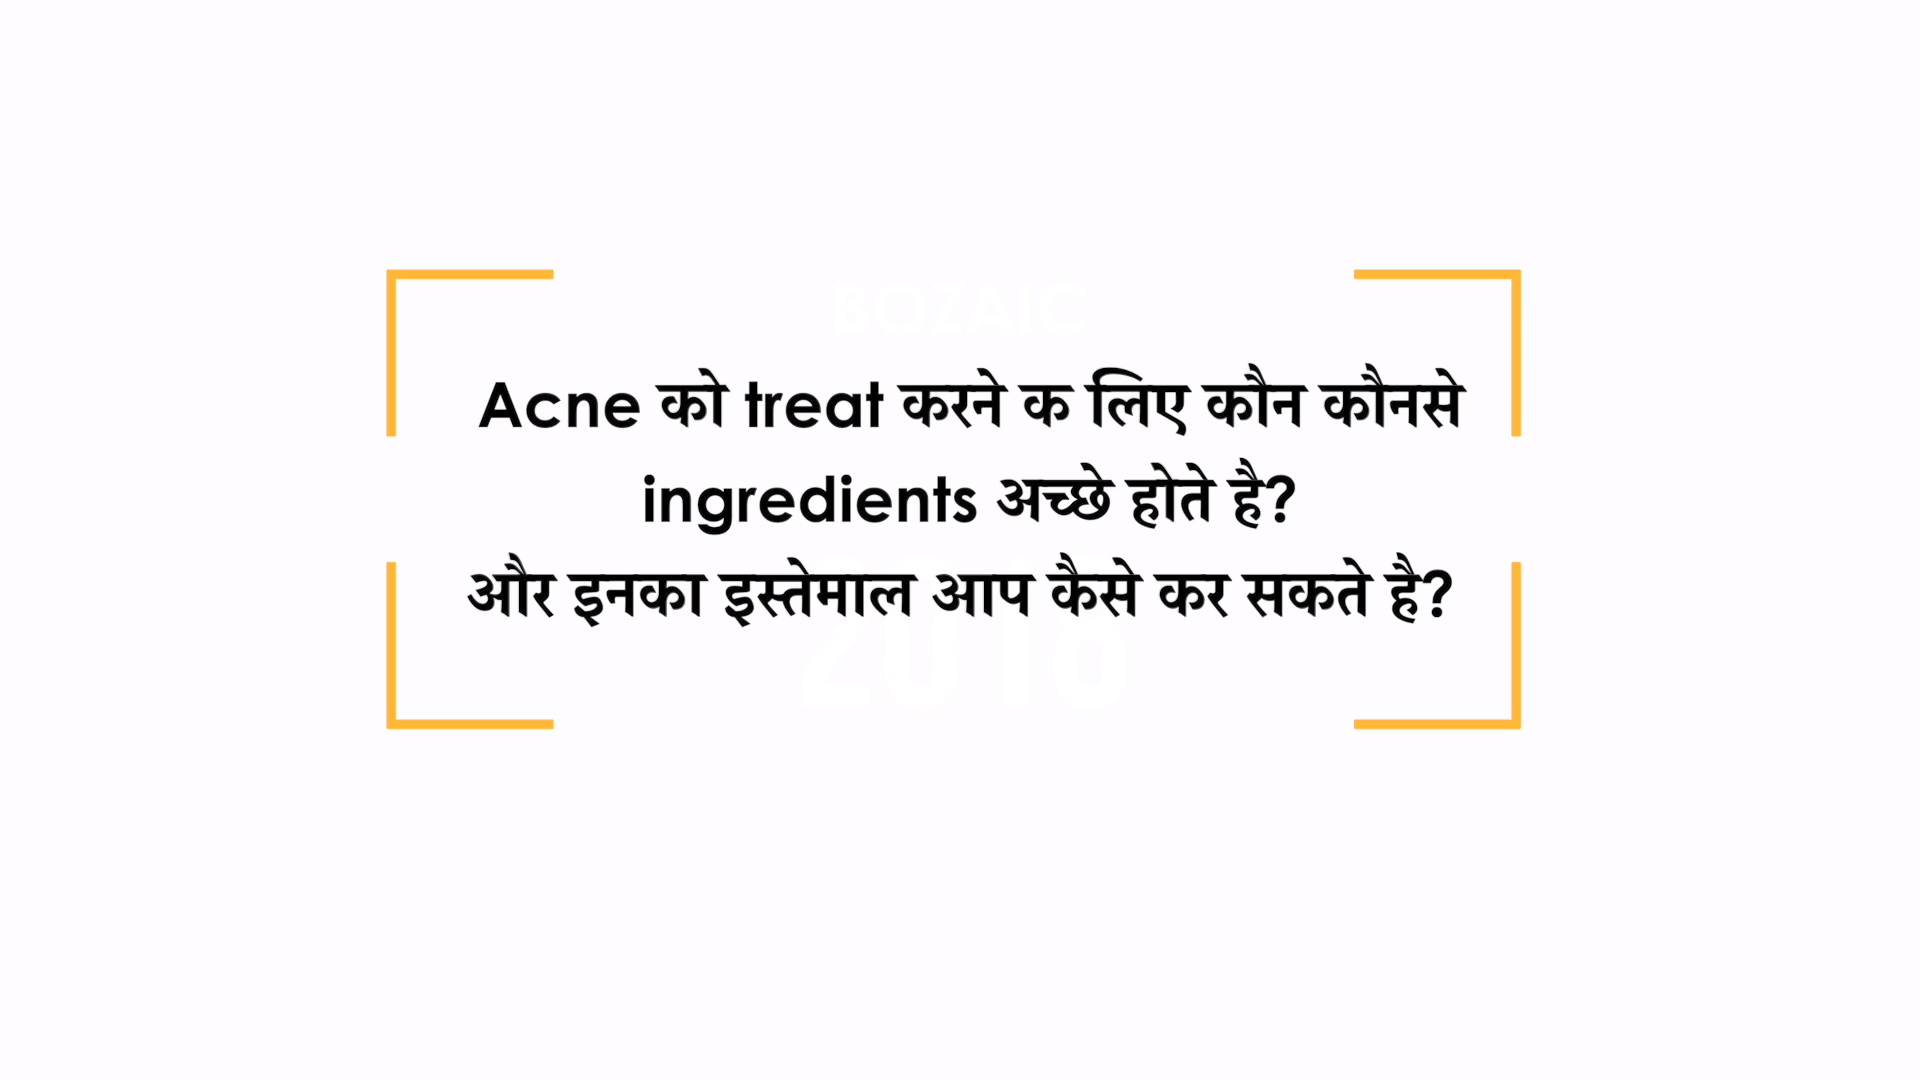 Acne को treat करने क लिए कौन कौनसे
ingredients अच्छे होते है?
और इनका इस्तेमाल आप कैसे कर सकते है?